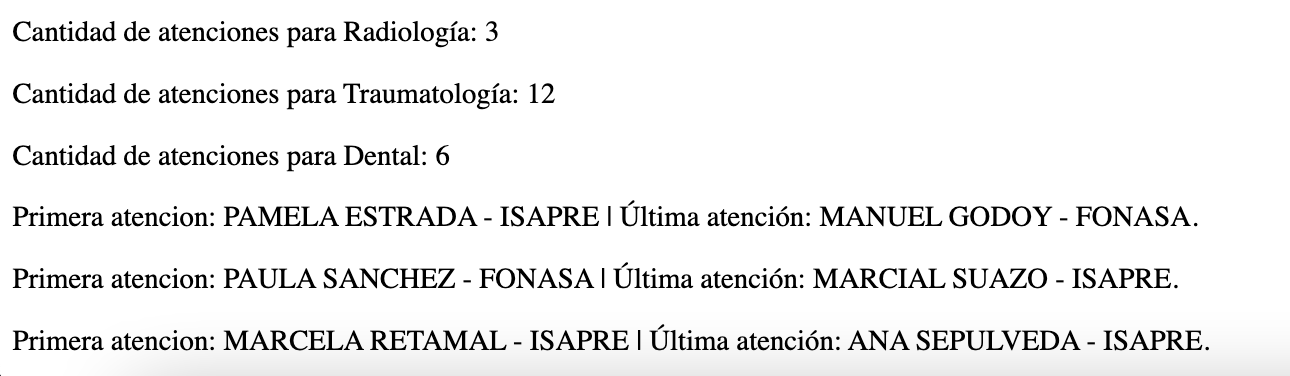 Cantidad de atenciones para Radiología: 3
Cantidad de atenciones para Traumatología: 12
Cantidad de atenciones para Dental: 6
Primera atencion: PAMELA ESTRADA - ISAPRE | Última atención: MANUEL GODOY - FONASA.
Primera atencion: PAULA SANCHEZ - FONASA | Última atención: MARCIAL SUAZO - ISAPRE.
Primera atencion: MARCELA RETAMAL - ISAPRE | Última atención: ANA SEPULVEDA - ISAPRE.